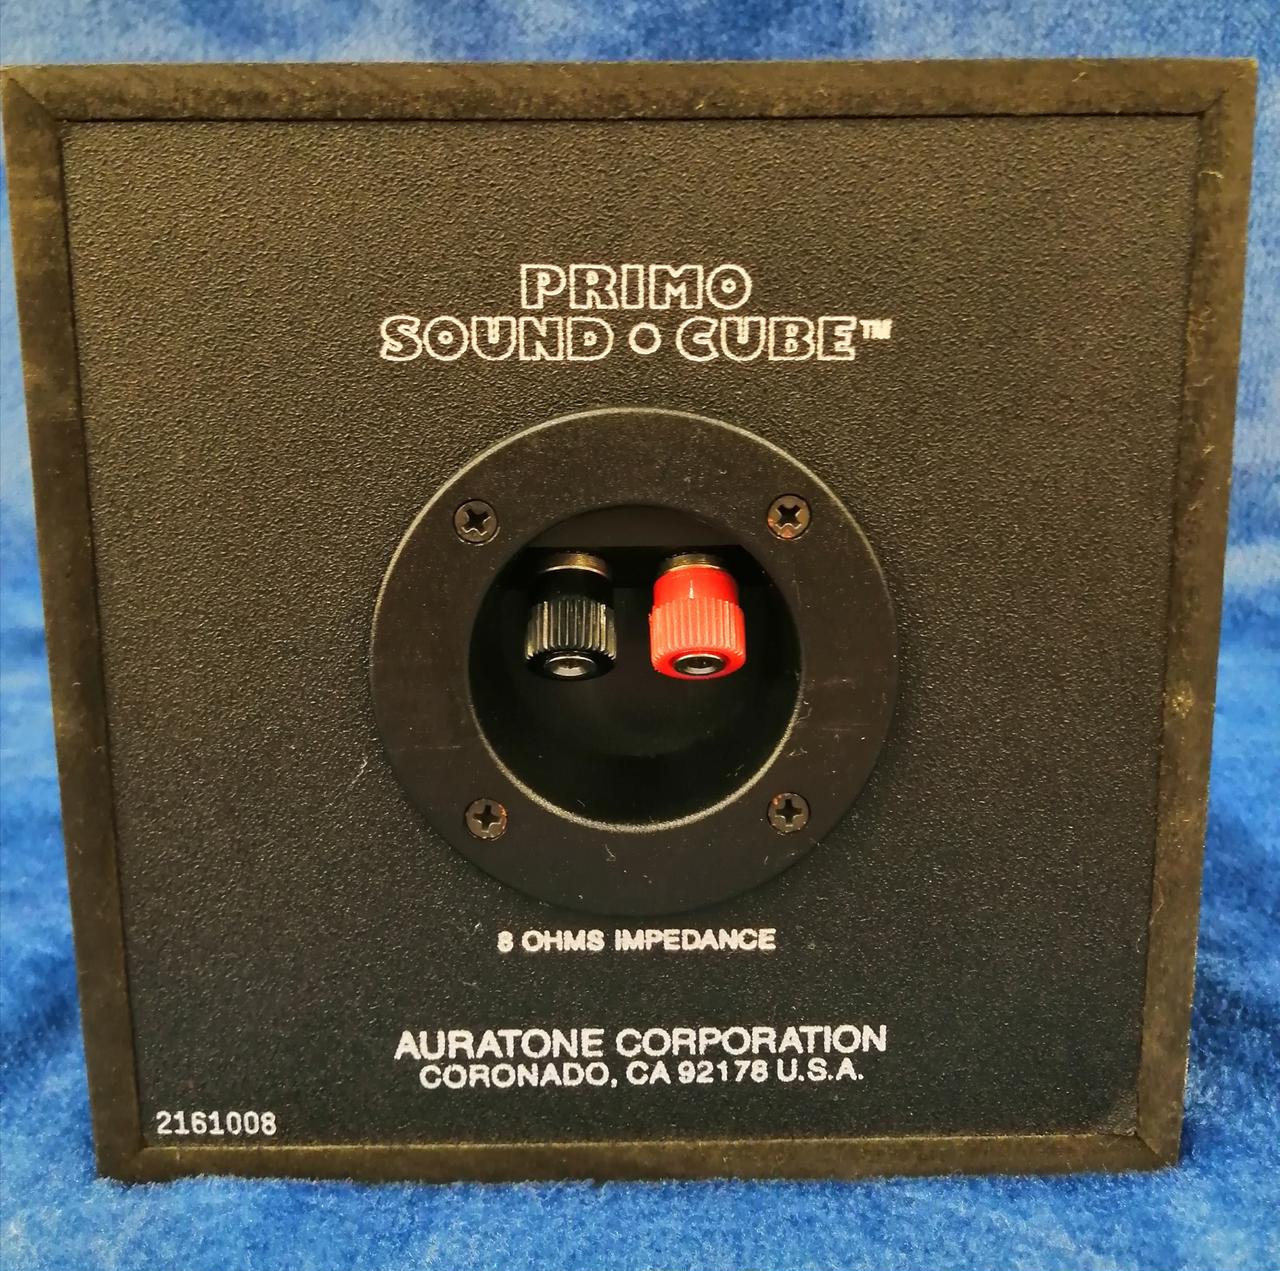 PRIMO
SOUND • CUBE™
8 OHMS IMPEDANCE
AURATONE CORPORATION
CORONADO, CA 92178 U.S.A.
2161008